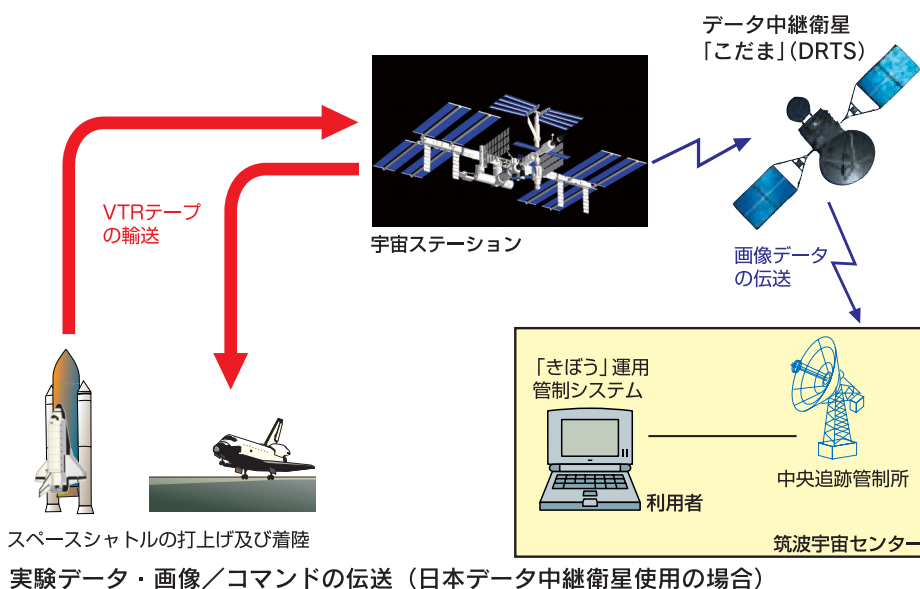 データ中継衛星
「こだま」(DRTS)
VTRテープ
の輸送
宇宙ステーション
画像データ
の伝送
「きぼう」運用
管制システム
利用者
中央追跡管制所
筑波宇宙センター
スペースシャトルの打上げ及び着陸
実験データ・画像／コマンドの伝送（日本データ中継衛星使用の場合）